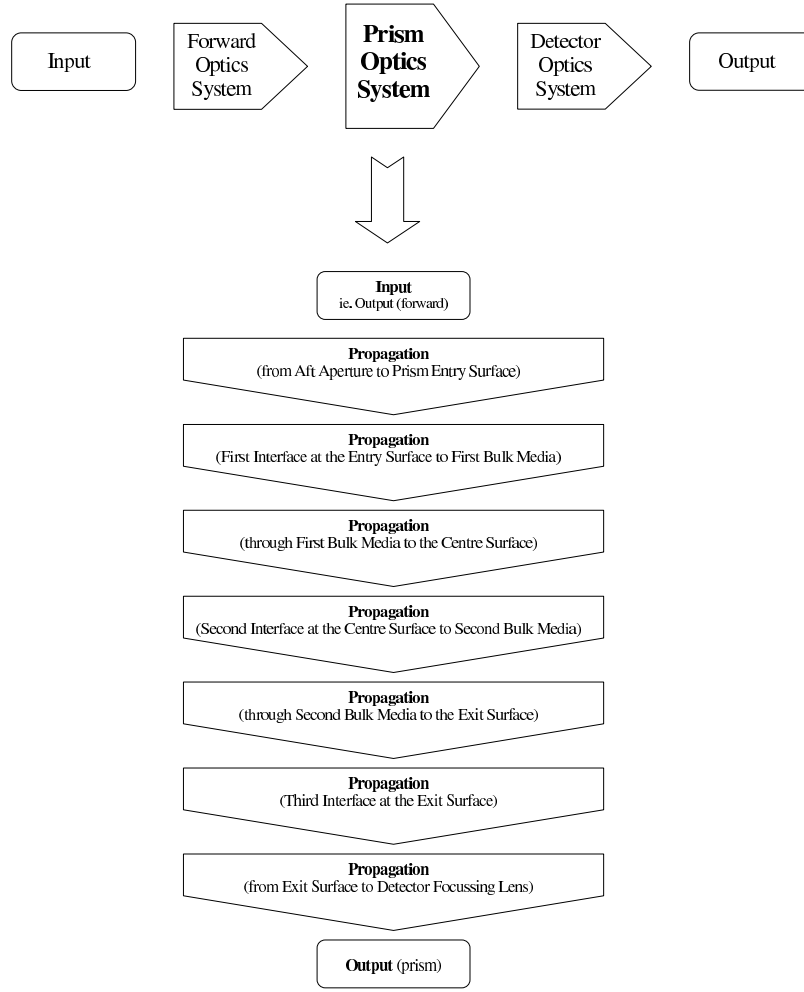 Input
Forward
Optics
System
Prism
Optics
System
Detector
Optics
System
Output
Input
ie. Output (forward)
Propagation
(from Aft Aperture to Prism Entry Surface)
Propagation
(First Interface at the Entry Surface to First Bulk Media)
Propagation
(through First Bulk Media to the Centre Surface)
Propagation
(Second Interface at the Centre Surface to Second Bulk Media)
Propagation
(through Second Bulk Media to the Exit Surface)
Propagation
(Third Interface at the Exit Surface)
Propagation
(from Exit Surface to Detector Focussing Lens)
Output (prism)